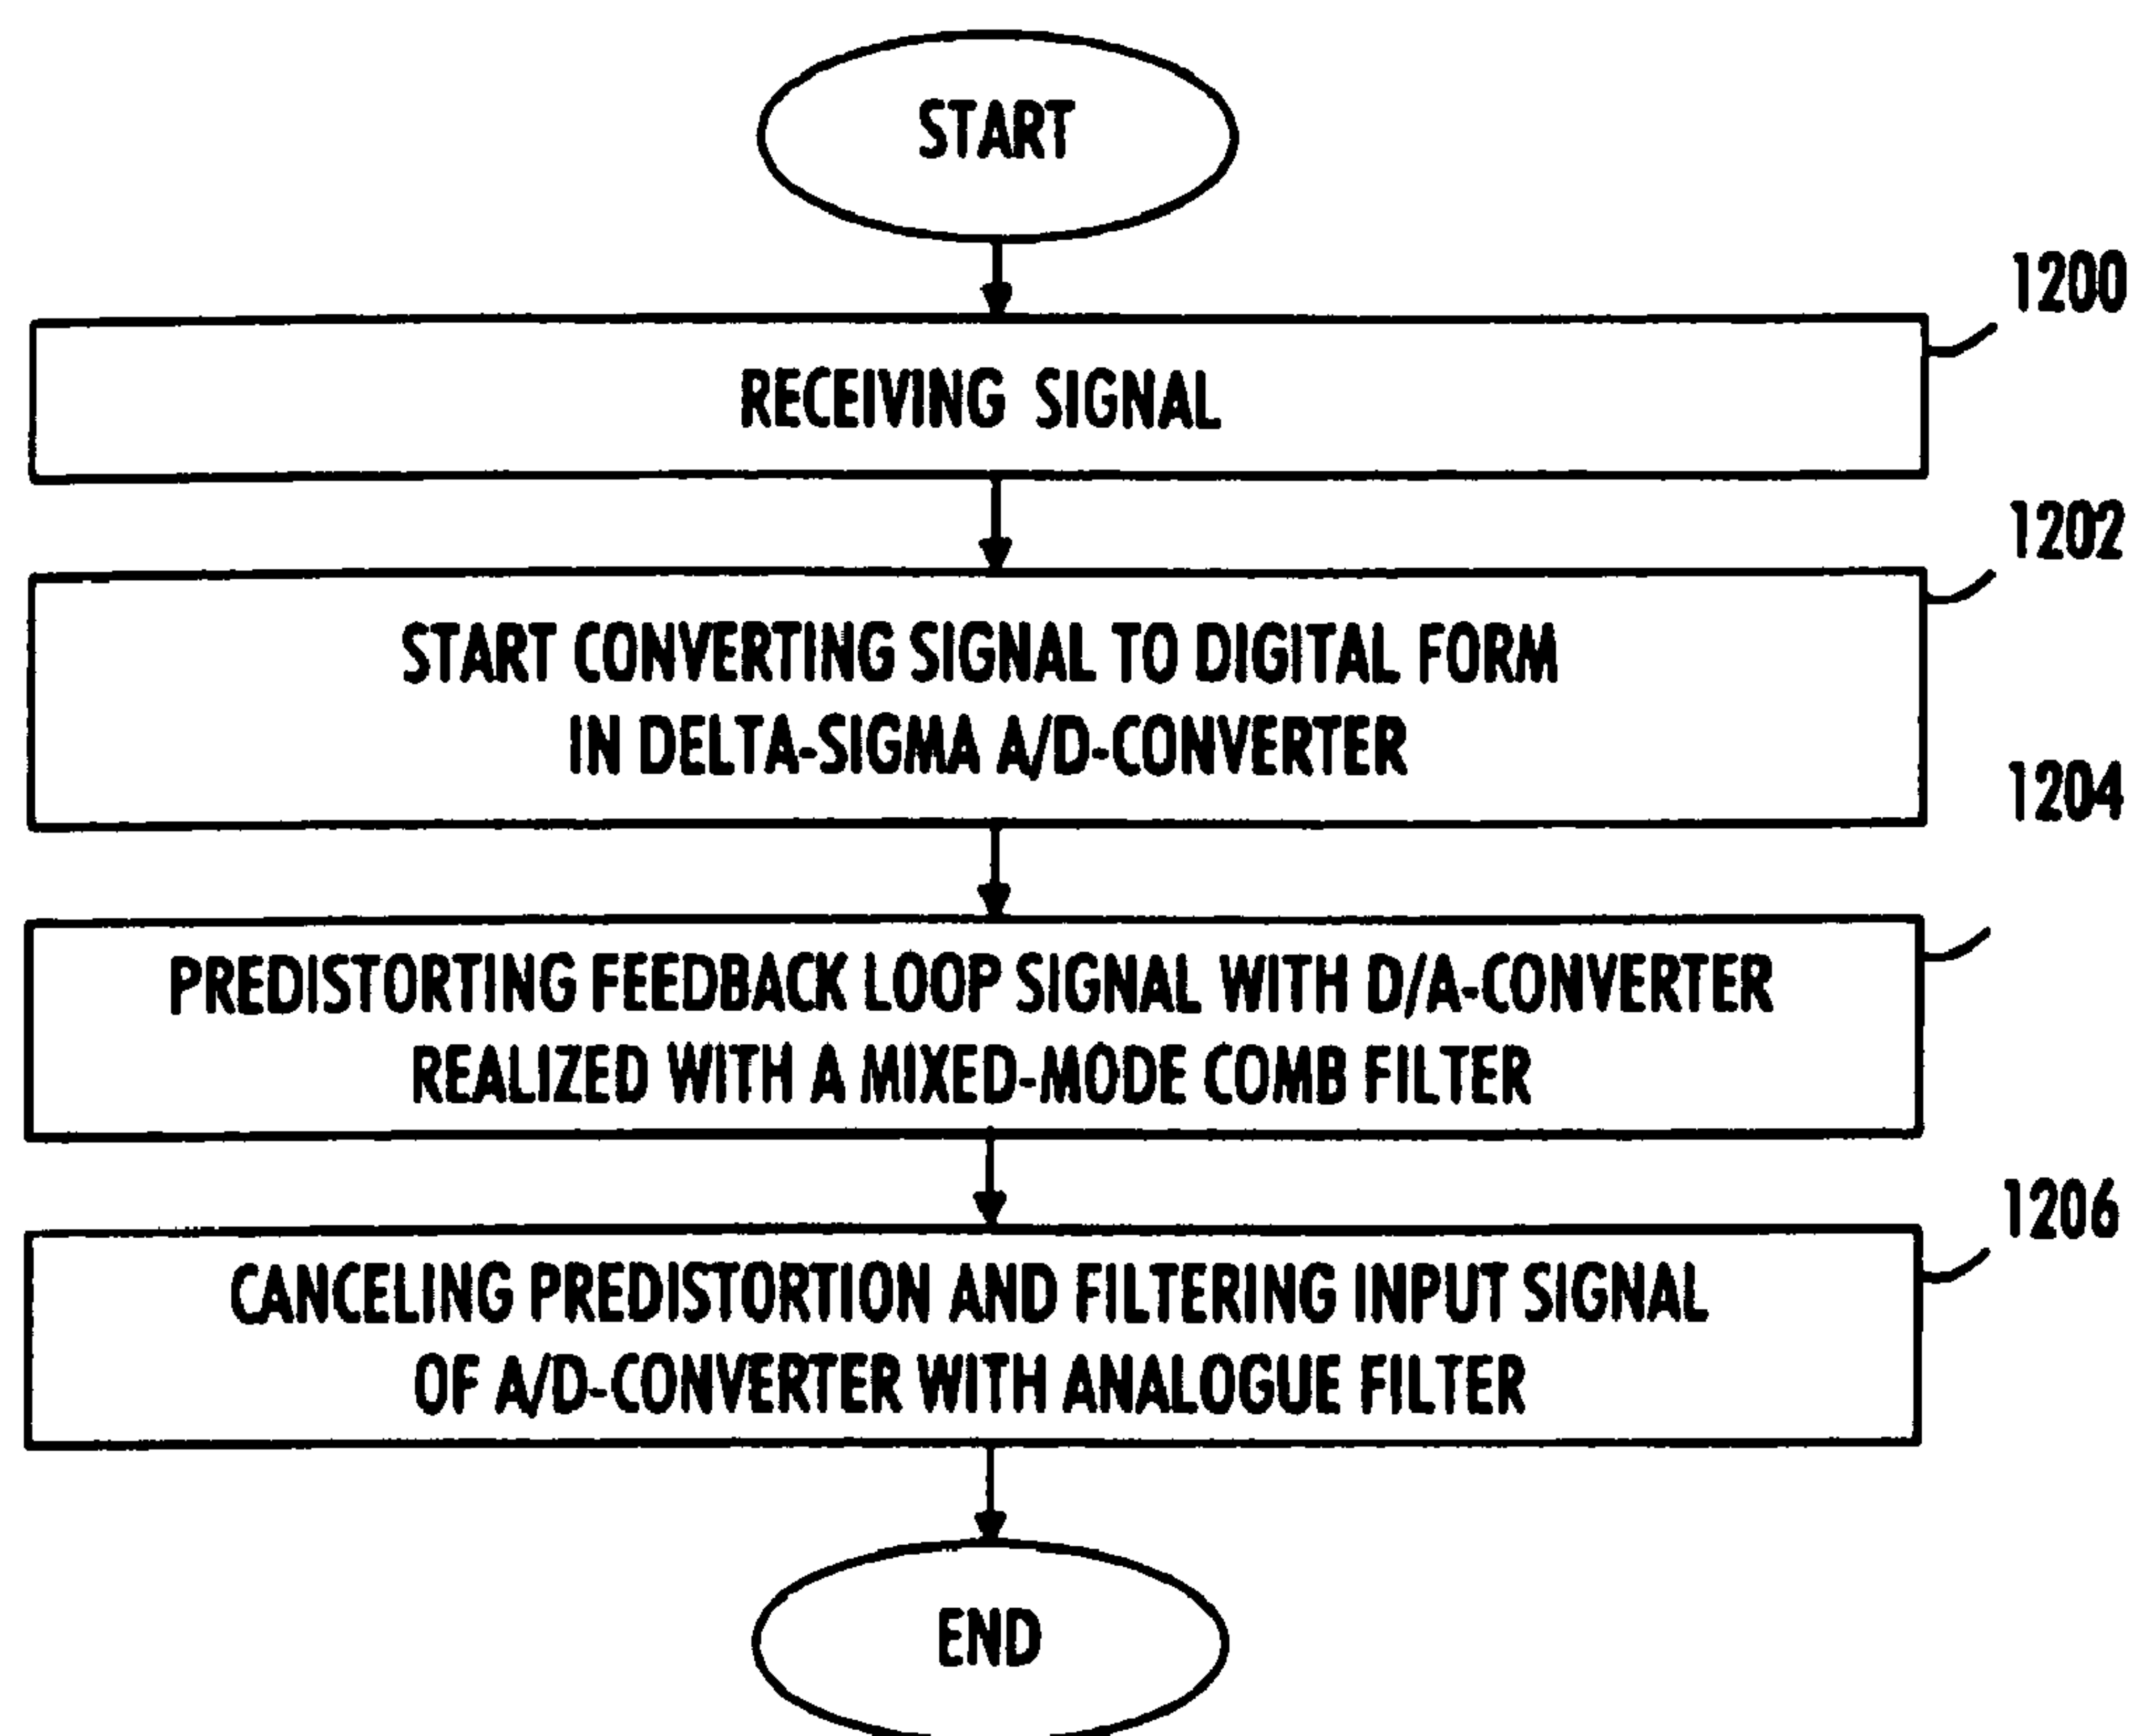 START
1200
RECEIVING SIGNAL
1202
START CONVERTING SIGNAL TO DIGITAL FORM
IN DELTA-SIGMA A/D-CONVERTER
1204
PREDISTORTING FEEDBACK LOOP SIGNAL WITH D/A-CONVERTER
REALIZED WITH A MIXED-MODE COMB FILTER
1206
CANCELING PREDISTORTION AND FILTERING INPUT SIGNAL
OF A/D-CONVERTER WITH ANALOGUE FILTER
END